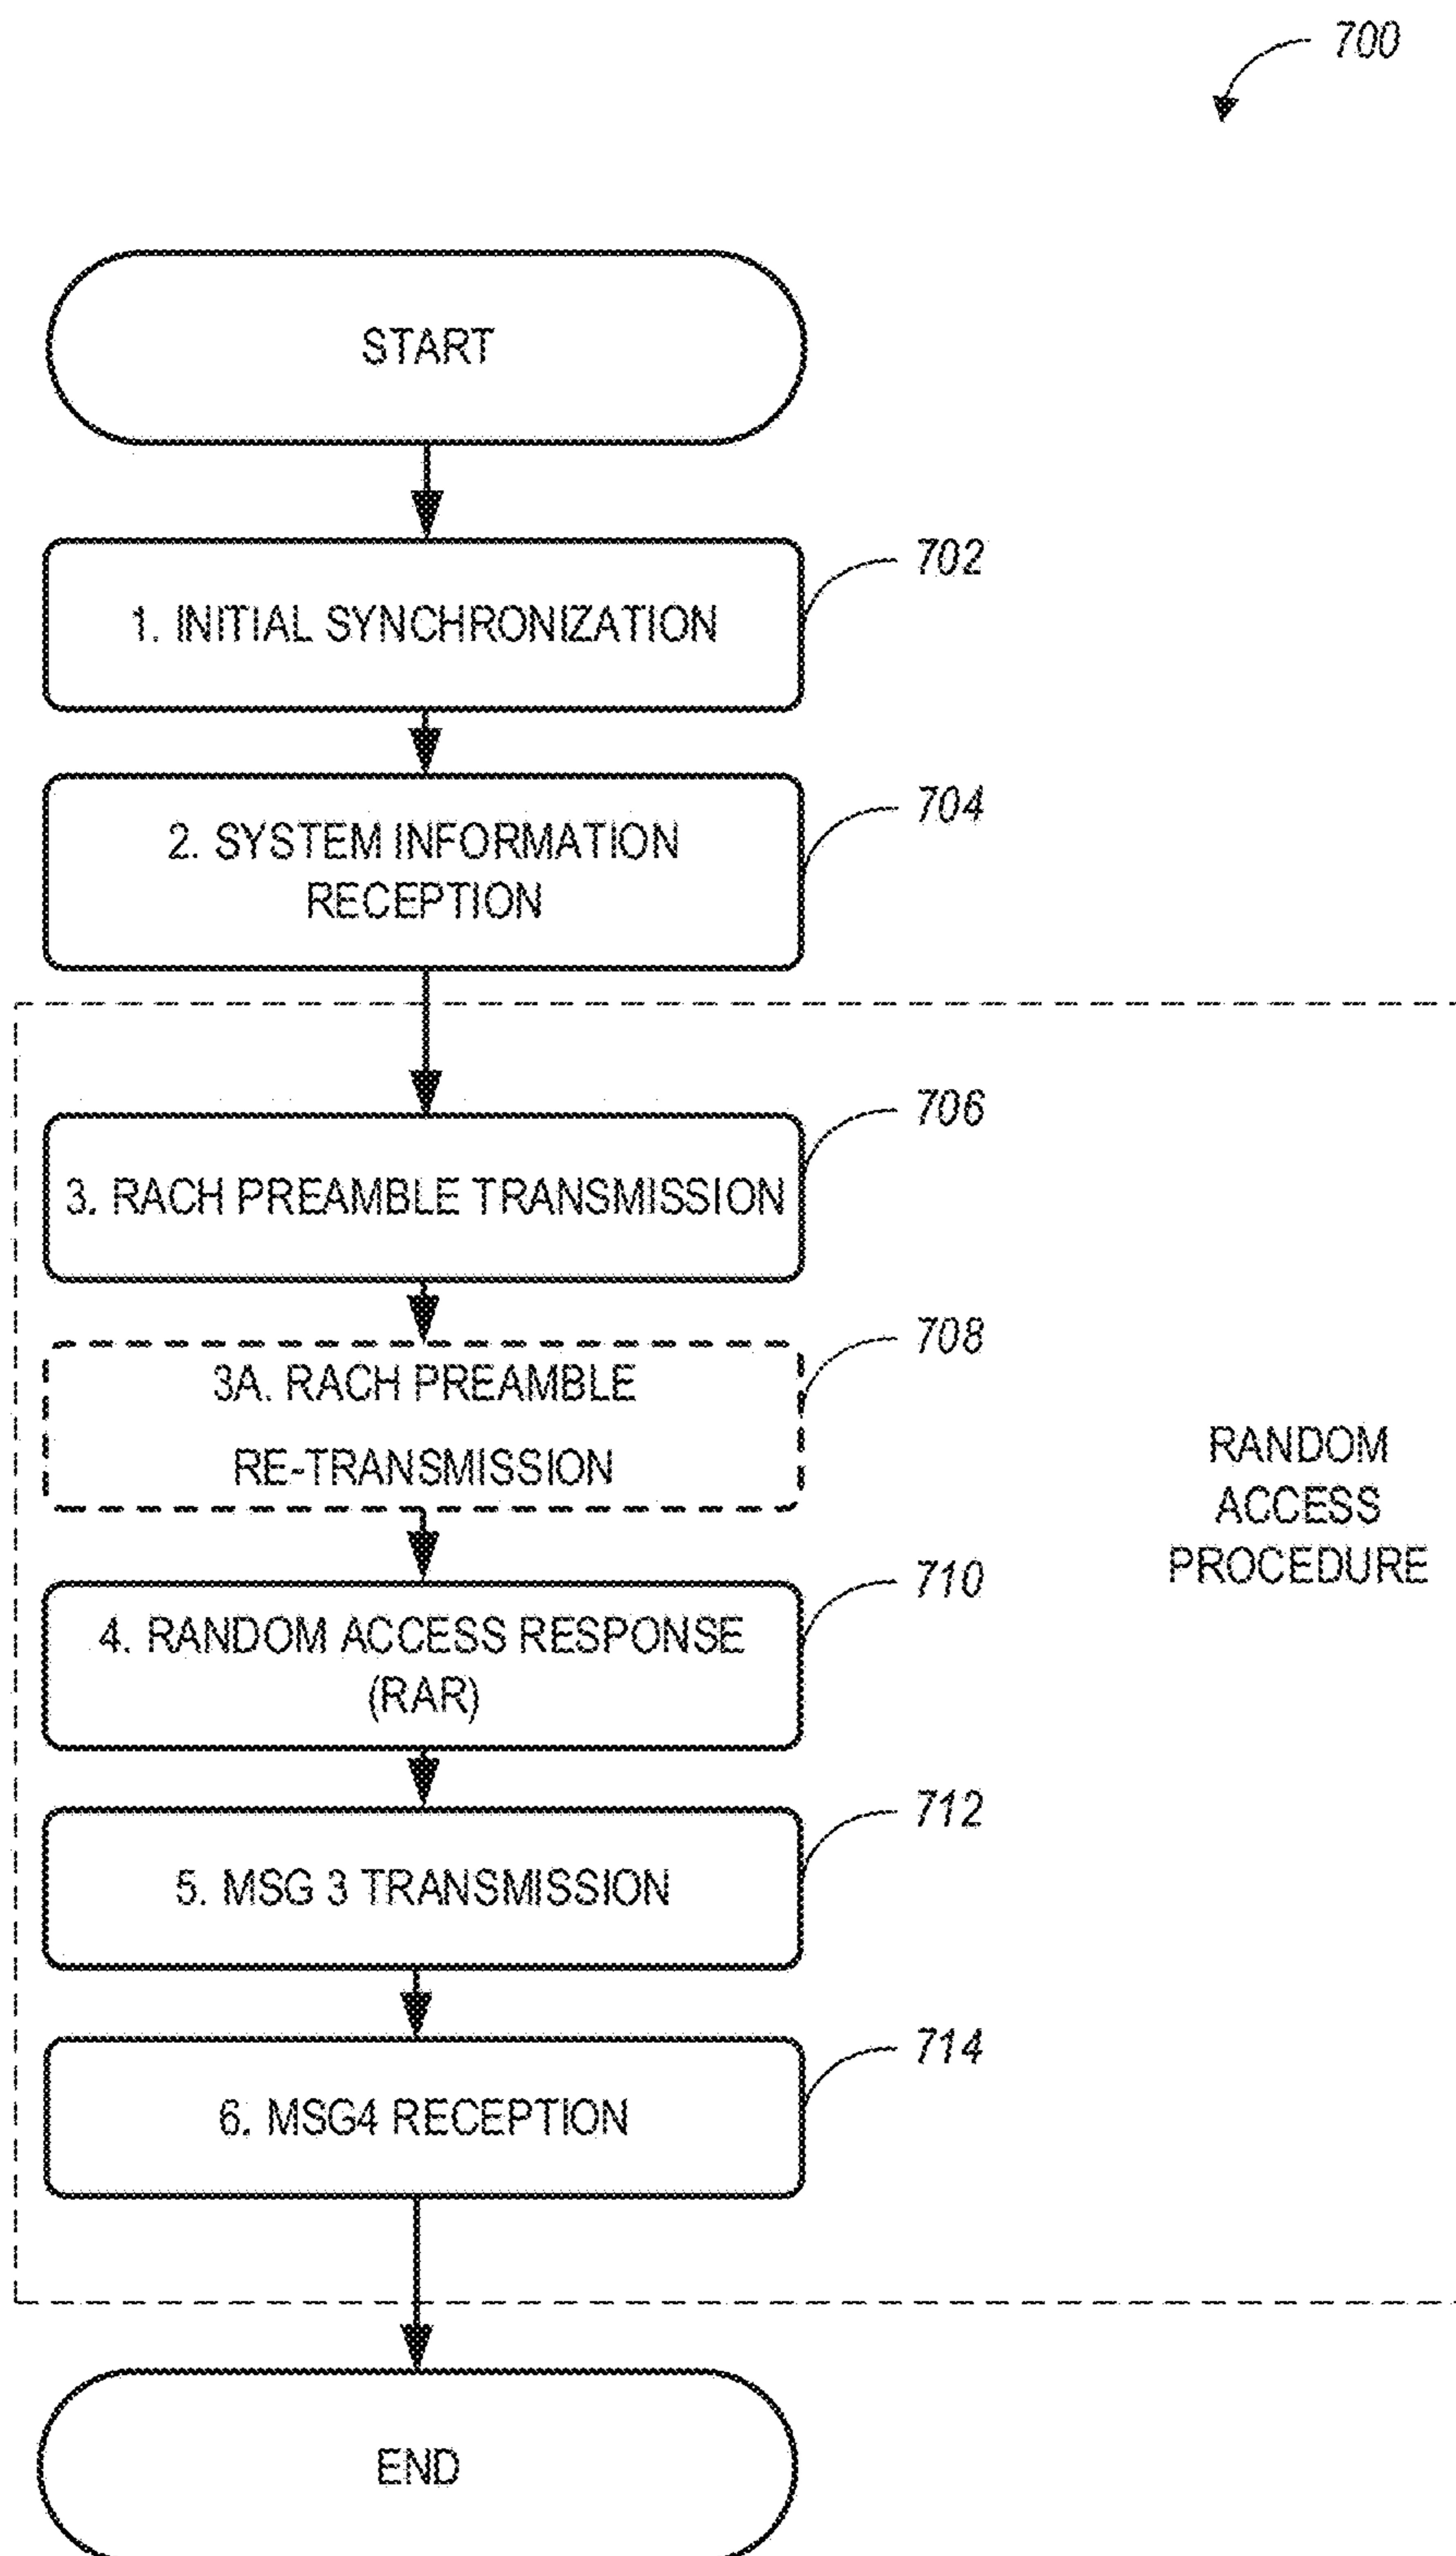 700
START
702
1. INITIAL SYNCHRONIZATION
704
2. SYSTEM INFORMATION
RECEPTION
706
3. RACH PREAMBLE TRANSMISSION
708
3A. RACH PREAMBLE
RE-TRANSMISSION
RANDOM
ACCESS
PROCEDURE
710
4. RANDOM ACCESS RESPONSE
(RAR)
712
5. MSG 3 TRANSMISSION
714
6. MSG4 RECEPTION
END